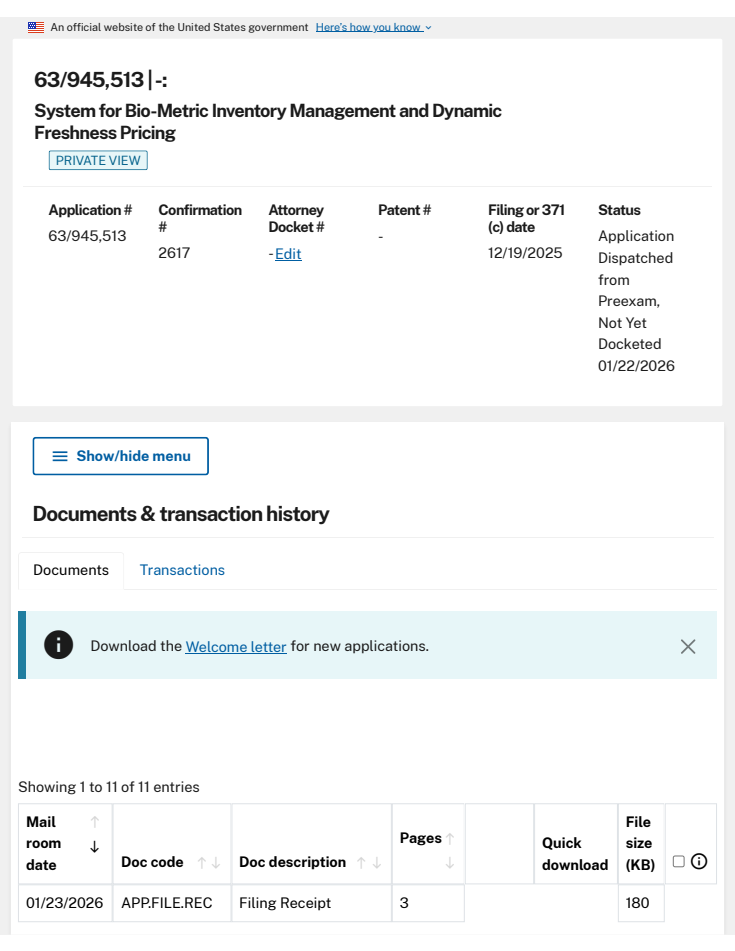 An official website of the United States government Here's how you know
63/945,513 | -:
System for Bio-Metric Inventory Management and Dynamic
Freshness Pricing
PRIVATE VIEW
Application #
63/945,513
Confirmation
#
2617
Attorney
Docket #
- Edit
Patent #
-
Filing or 371
(c) date
12/19/2025
Status
Application
Dispatched
from
Preexam,
Not Yet
Docketed
01/22/2026
Show/hide menu
Documents & transaction history
Documents Transactions
Download the Welcome letter for new applications.
Showing 1 to 11 of 11 entries
Mail
room
date
Doc code
Doc description
Pages
Quick
download
File
size
(KB)
01/23/2026 APP.FILE.REC Filing Receipt 3 180